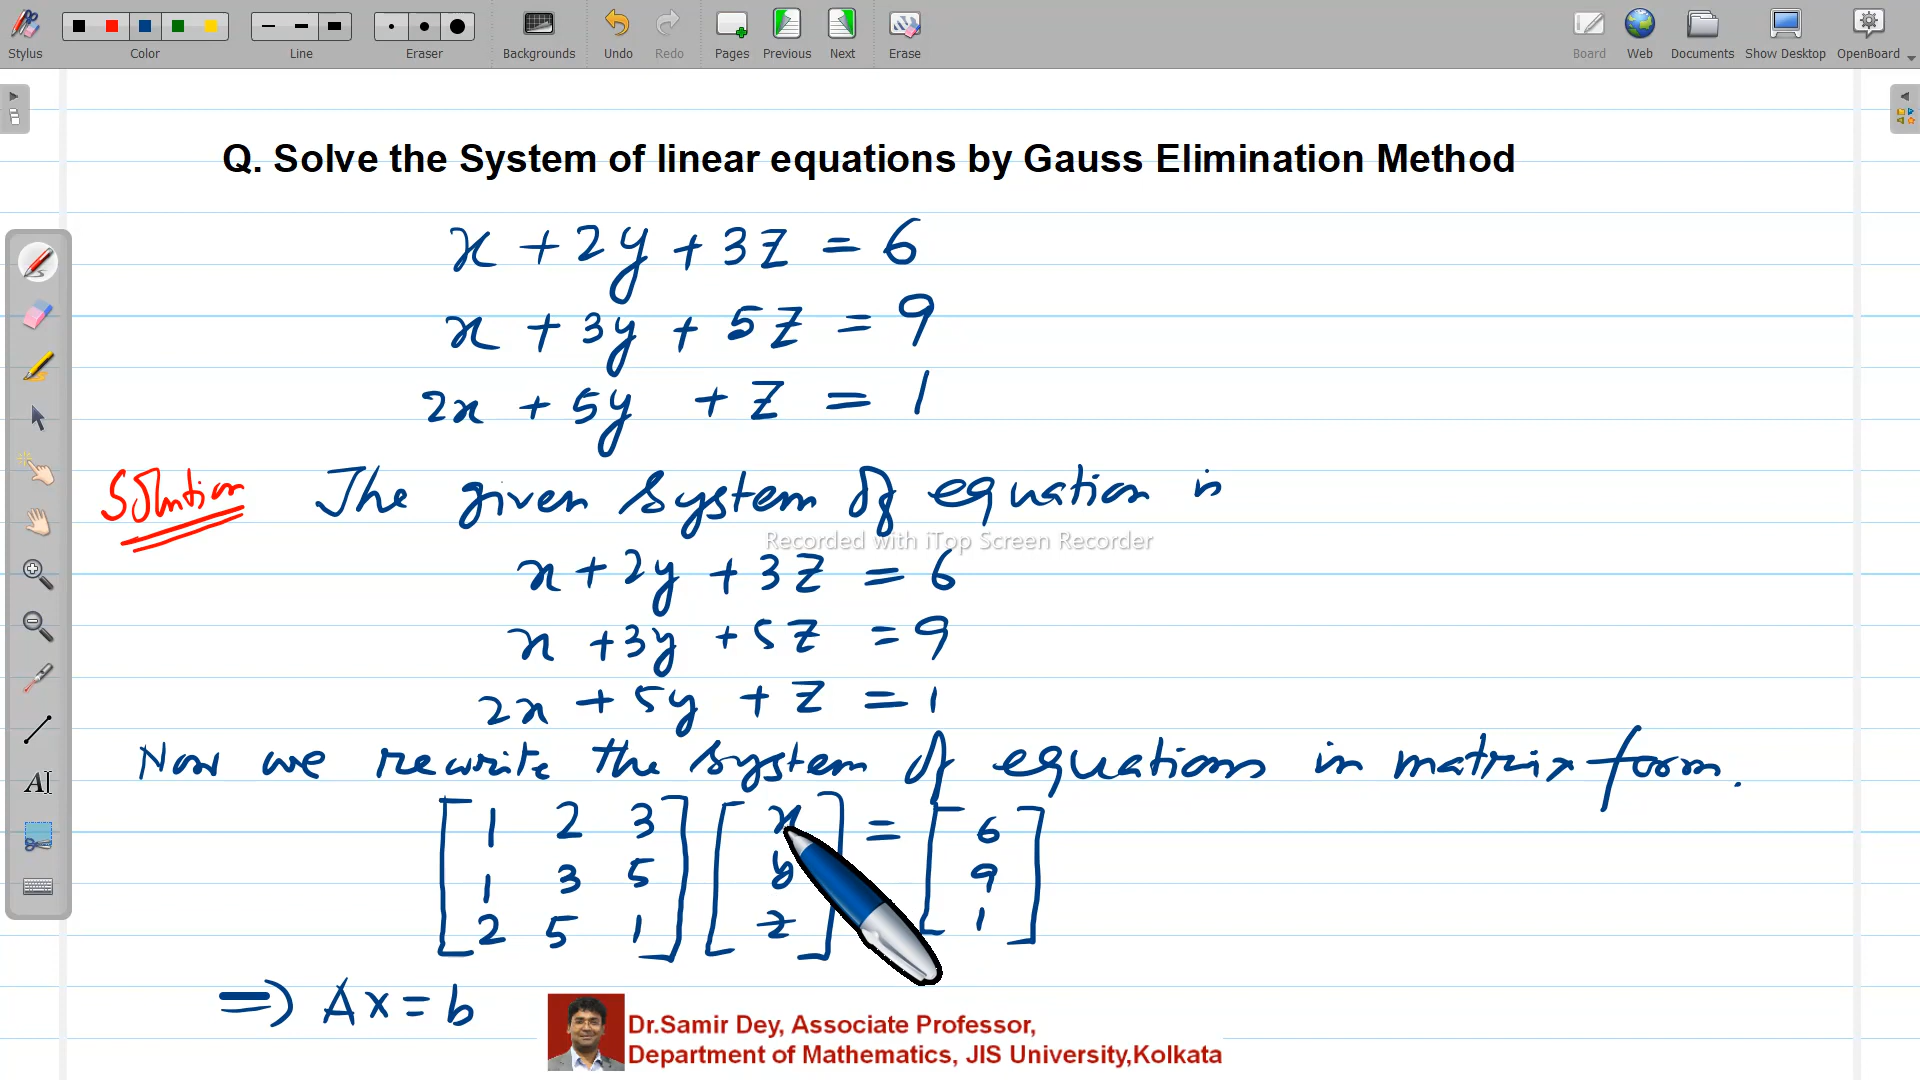 Stylus Color Line Eraser Backgrounds Undo Redo Pages Previous Next Erase Board Web Documents Show Desktop OpenBoard
Q. Solve the System of linear equations by Gauss Elimination Method
x + 2y + 3z = 6
x + 3y + 5z = 9
2x + 5y + z = 1
Solution The given system of equation is
Recorded with iTop Screen Recorder
x + 2y + 3z = 6
x + 3y + 5z = 9
2x + 5y + z = 1
Now we rewrite the system of equations in matrix form.
[ 1 2 3 ] [ x ] = [ 6 ]
[ 1 3 5 ] [ y ] [ 9 ]
[ 2 5 1 ] [ z ] [ 1 ]
⇒ Ax = b
Dr.Samir Dey, Associate Professor,
Department of Mathematics, JIS University,Kolkata